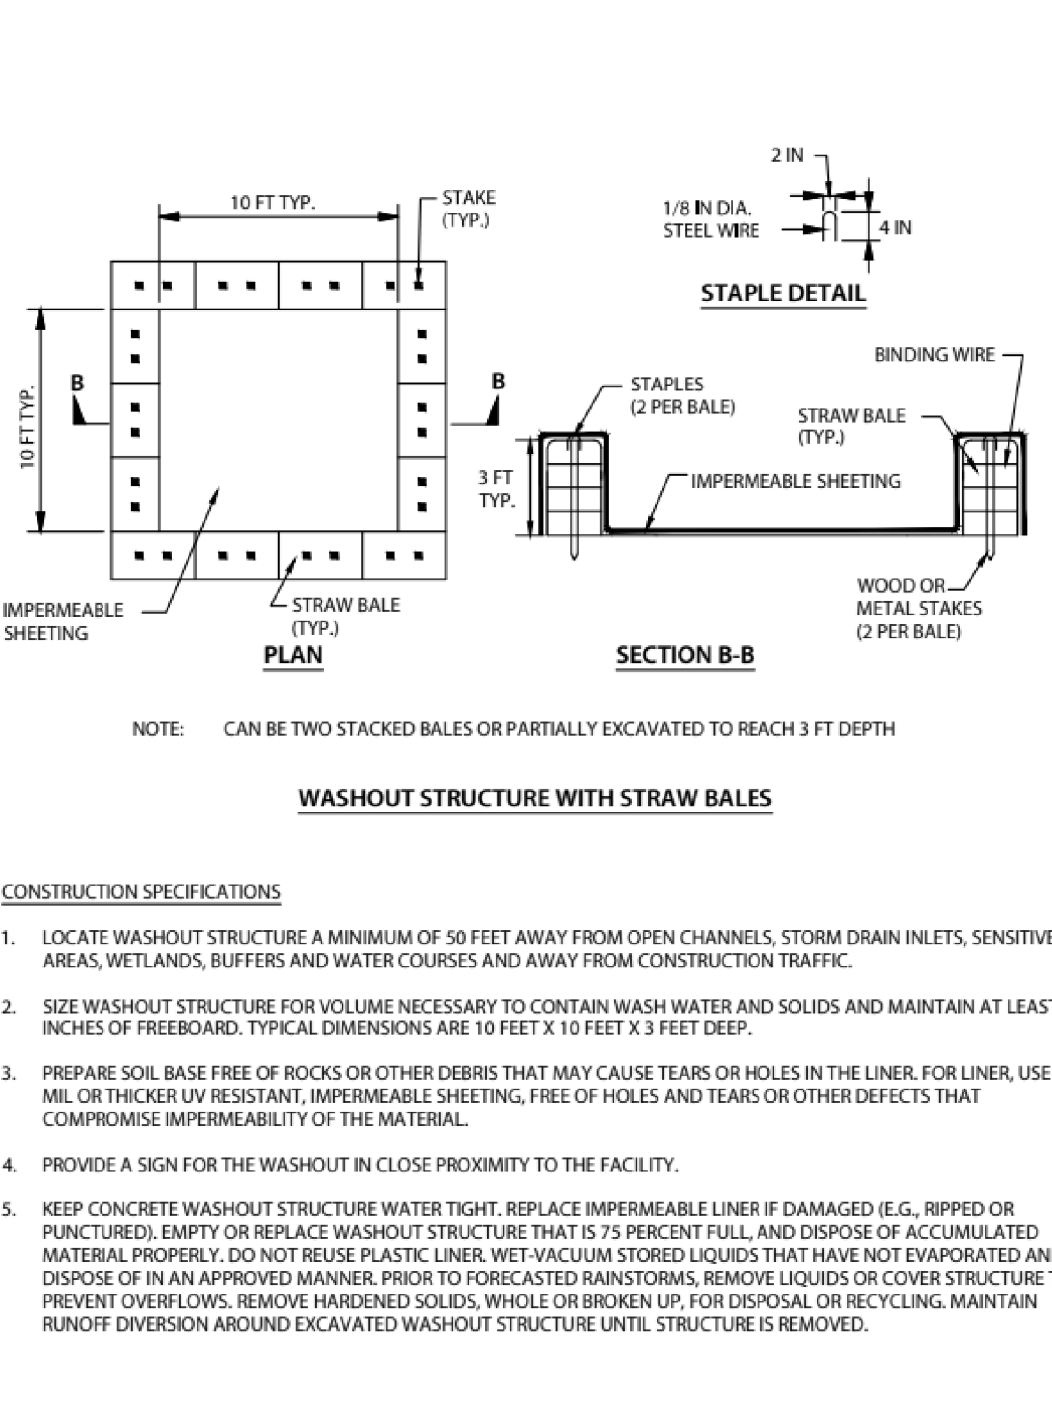 2 IN
10 FT TYP.
STAKE
(TYP.)
1/8 IN DIA.
STEEL WIRE
4 IN
STAPLE DETAIL
BINDING WIRE
B
B
STAPLES
(2 PER BALE)
STRAW BALE
(TYP.)
10 FT TYP.
3 FT
TYP.
IMPERMEABLE SHEETING
WOOD OR
METAL STAKES
(2 PER BALE)
IMPERMEABLE
SHEETING
STRAW BALE
(TYP.)
PLAN
SECTION B-B
NOTE: CAN BE TWO STACKED BALES OR PARTIALLY EXCAVATED TO REACH 3 FT DEPTH
WASHOUT STRUCTURE WITH STRAW BALES
CONSTRUCTION SPECIFICATIONS
1. LOCATE WASHOUT STRUCTURE A MINIMUM OF 50 FEET AWAY FROM OPEN CHANNELS, STORM DRAIN INLETS, SENSITIVE
AREAS, WETLANDS, BUFFERS AND WATER COURSES AND AWAY FROM CONSTRUCTION TRAFFIC.
2. SIZE WASHOUT STRUCTURE FOR VOLUME NECESSARY TO CONTAIN WASH WATER AND SOLIDS AND MAINTAIN AT LEAS
INCHES OF FREEBOARD. TYPICAL DIMENSIONS ARE 10 FEET X 10 FEET X 3 FEET DEEP.
3. PREPARE SOIL BASE FREE OF ROCKS OR OTHER DEBRIS THAT MAY CAUSE TEARS OR HOLES IN THE LINER. FOR LINER, USE
MIL OR THICKER UV RESISTANT, IMPERMEABLE SHEETING, FREE OF HOLES AND TEARS OR OTHER DEFECTS THAT
COMPROMISE IMPERMEABILITY OF THE MATERIAL.
4. PROVIDE A SIGN FOR THE WASHOUT IN CLOSE PROXIMITY TO THE FACILITY.
5. KEEP CONCRETE WASHOUT STRUCTURE WATER TIGHT. REPLACE IMPERMEABLE LINER IF DAMAGED (E.G., RIPPED OR
PUNCTURED). EMPTY OR REPLACE WASHOUT STRUCTURE THAT IS 75 PERCENT FULL, AND DISPOSE OF ACCUMULATED
MATERIAL PROPERLY. DO NOT REUSE PLASTIC LINER. WET-VACUUM STORED LIQUIDS THAT HAVE NOT EVAPORATED AN
DISPOSE OF IN AN APPROVED MANNER. PRIOR TO FORECASTED RAINSTORMS, REMOVE LIQUIDS OR COVER STRUCTURE
PREVENT OVERFLOWS. REMOVE HARDENED SOLIDS, WHOLE OR BROKEN UP, FOR DISPOSAL OR RECYCLING. MAINTAIN
RUNOFF DIVERSION AROUND EXCAVATED WASHOUT STRUCTURE UNTIL STRUCTURE IS REMOVED.